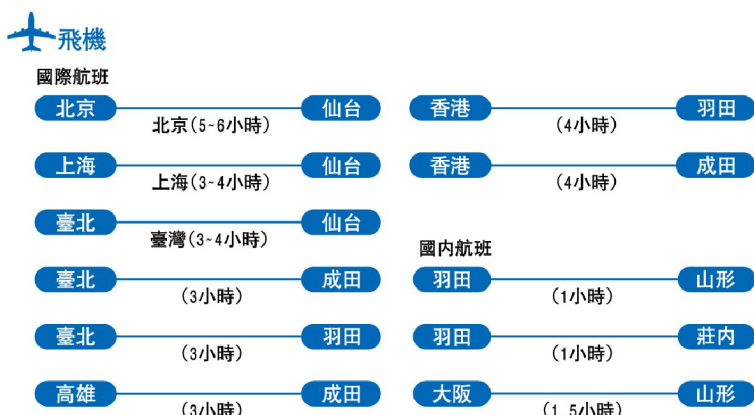 飛機
國際航班
北京 仙台
北京(5~6小時)
上海 仙台
上海(3~4小時)
臺北 仙台
臺灣(3~4小時)
臺北 成田
(3小時)
臺北 羽田
(3小時)
高雄 成田
(3小時)
香港 羽田
(4小時)
香港 成田
(4小時)
國内航班
羽田 山形
(1小時)
羽田 莊内
(1小時)
大阪 山形
(1.5小時)